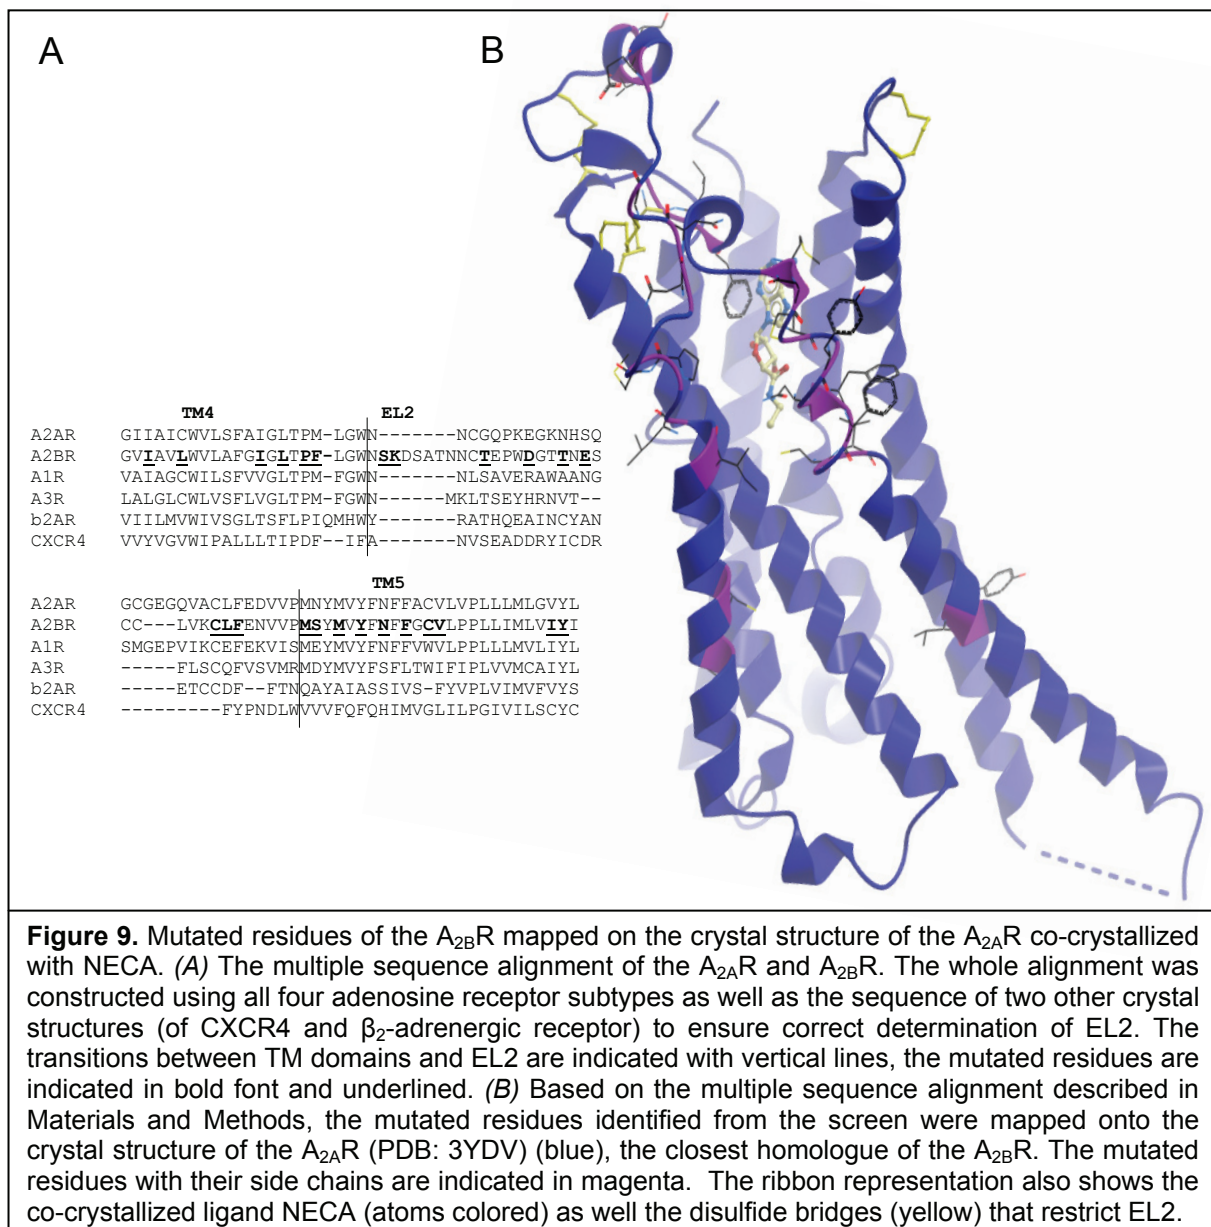 A
B
TM4 EL2
A2AR GIIAICWVLSFAIGLTPM-LGWN-------NCGQPKEGKNHSQ
A2BR GVIAVLWVLAFGIGLTPF-LGWNSKDSATNNCTEPWDGTTNES
A1R VAIAGCWILSFVVGLTPM-FGWN-------NLSAVERAWAANG
A3R LALGLCWLVSFLVGLTPM-FGWN-------MKLTSEYHRNVT--
b2AR VIILMVWIVSGLTSFLPIQMHWY-------RATHQEAINCYAN
CXCR4 VVYVGVWIPALLLTIPDF--IFA-------NVSEADDRYICDR
TM5
A2AR GCGEGQVACLFEDVVPMNYMVYFNFFACVLVPLLLMLGVYL
A2BR CC---LVKCLFENVVPMSYMVYFNFFGCVLPPLLIMLVIYI
A1R SMGEPVIKCEFEKVISMEYMVYFNFFVWVLPPLLLMVLIYL
A3R -----FLSCQFVSVMRMDYMVYFSFLTWIFIPLVVMCAIYL
b2AR -----ETCCDF--FTNQAYAIASSIVS-FYVPLVIMVFVYS
CXCR4 ---------FYPNDLWVVVFQFQHIMVGLILPGIVILSCYC
Figure 9. Mutated residues of the A2BR mapped on the crystal structure of the A2AR co-crystallized
with NECA. (A) The multiple sequence alignment of the A2AR and A2BR. The whole alignment was
constructed using all four adenosine receptor subtypes as well as the sequence of two other crystal
structures (of CXCR4 and β2-adrenergic receptor) to ensure correct determination of EL2. The
transitions between TM domains and EL2 are indicated with vertical lines, the mutated residues are
indicated in bold font and underlined. (B) Based on the multiple sequence alignment described in
Materials and Methods, the mutated residues identified from the screen were mapped onto the
crystal structure of the A2AR (PDB: 3YDV) (blue), the closest homologue of the A2BR. The mutated
residues with their side chains are indicated in magenta. The ribbon representation also shows the
co-crystallized ligand NECA (atoms colored) as well the disulfide bridges (yellow) that restrict EL2.